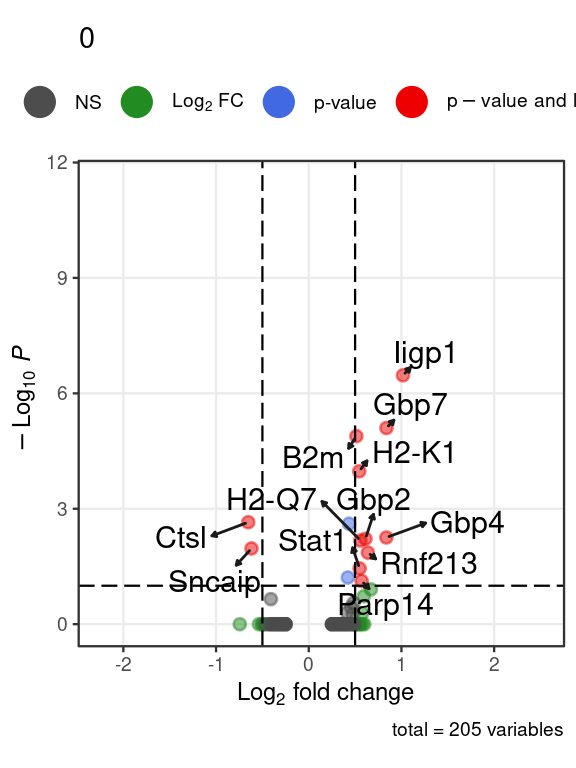 0
NS
Log₂ FC
p-value
p – value and l
12
9
6
3
0
– Log₁₀ P
Iigp1
Gbp7
B2m
H2-K1
H2-Q7
Gbp2
Gbp4
Ctsl
Stat1
Rnf213
Sncaip
Parp14
-2
-1
0
1
2
Log₂ fold change
total = 205 variables